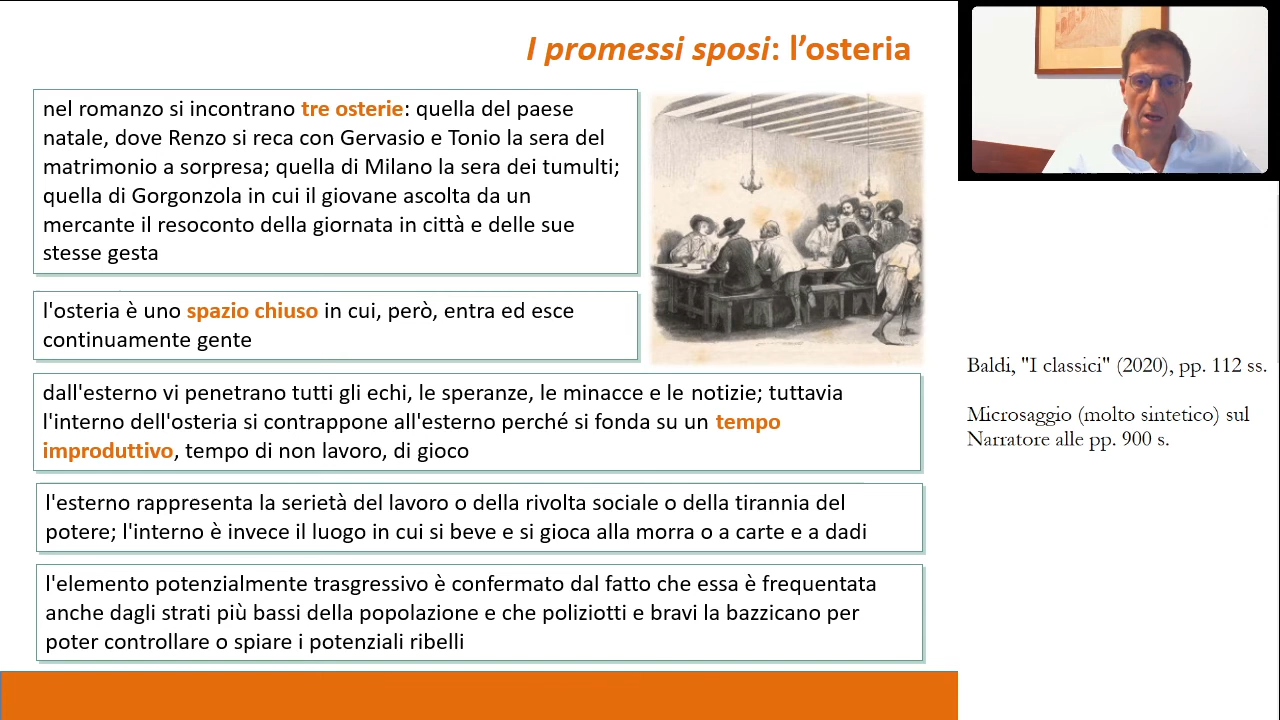 I promessi sposi: l’osteria
nel romanzo si incontrano tre osterie: quella del paese
natale, dove Renzo si reca con Gervasio e Tonio la sera del
matrimonio a sorpresa; quella di Milano la sera dei tumulti;
quella di Gorgonzola in cui il giovane ascolta da un
mercante il resoconto della giornata in città e delle sue
stesse gesta
l'osteria è uno spazio chiuso in cui, però, entra ed esce
continuamente gente
dall'esterno vi penetrano tutti gli echi, le speranze, le minacce e le notizie; tuttavia
l'interno dell'osteria si contrappone all'esterno perché si fonda su un tempo
improduttivo, tempo di non lavoro, di gioco
l'esterno rappresenta la serietà del lavoro o della rivolta sociale o della tirannia del
potere; l'interno è invece il luogo in cui si beve e si gioca alla morra o a carte e a dadi
l'elemento potenzialmente trasgressivo è confermato dal fatto che essa è frequentata
anche dagli strati più bassi della popolazione e che poliziotti e bravi la bazzicano per
poter controllare o spiare i potenziali ribelli
Baldi, "I classici" (2020), pp. 112 ss.
Microsaggio (molto sintetico) sul
Narratore alle pp. 900 s.